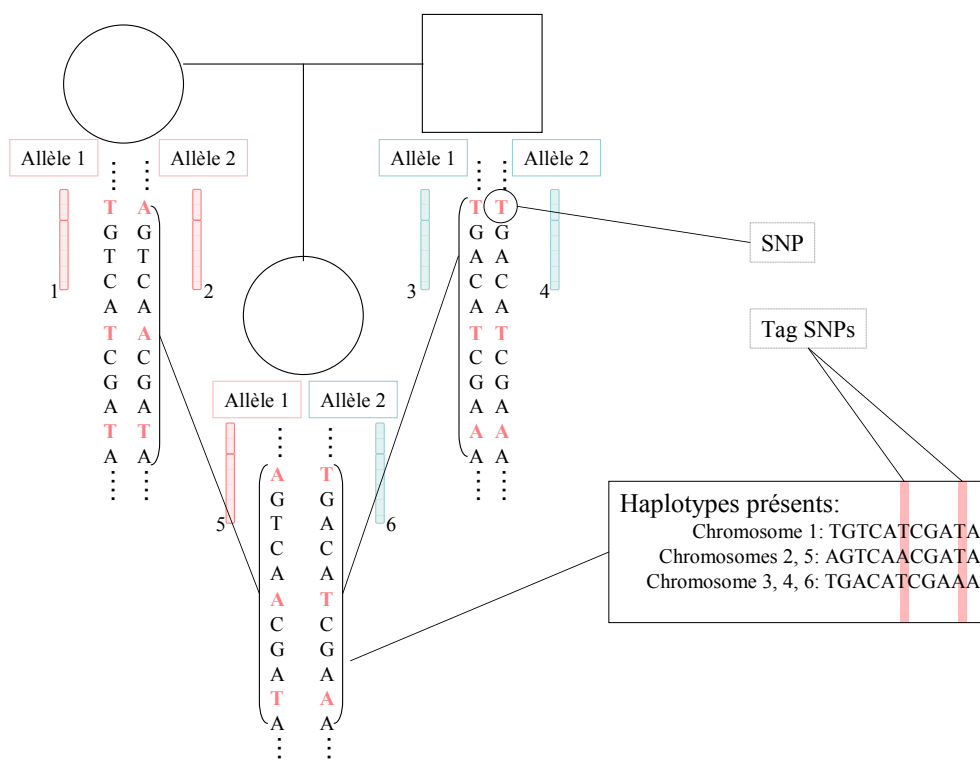 Allèle 1
Allèle 2
Allèle 1
Allèle 2
T A
G G
T T
C C
A A
T A
C C
G G
A A
T T
A A
1
2
T T
G G
A A
C C
A A
T T
C C
G G
A A
A A
A A
3
4
SNP
Tag SNPs
Allèle 1
Allèle 2
A T
G G
T A
C C
A A
A T
C C
G G
A A
T A
A A
5
6
Haplotypes présents:
Chromosome 1: TGTCATCGATA
Chromosomes 2, 5: AGTCAACGATA
Chromosome 3, 4, 6: TGACATCGAAA